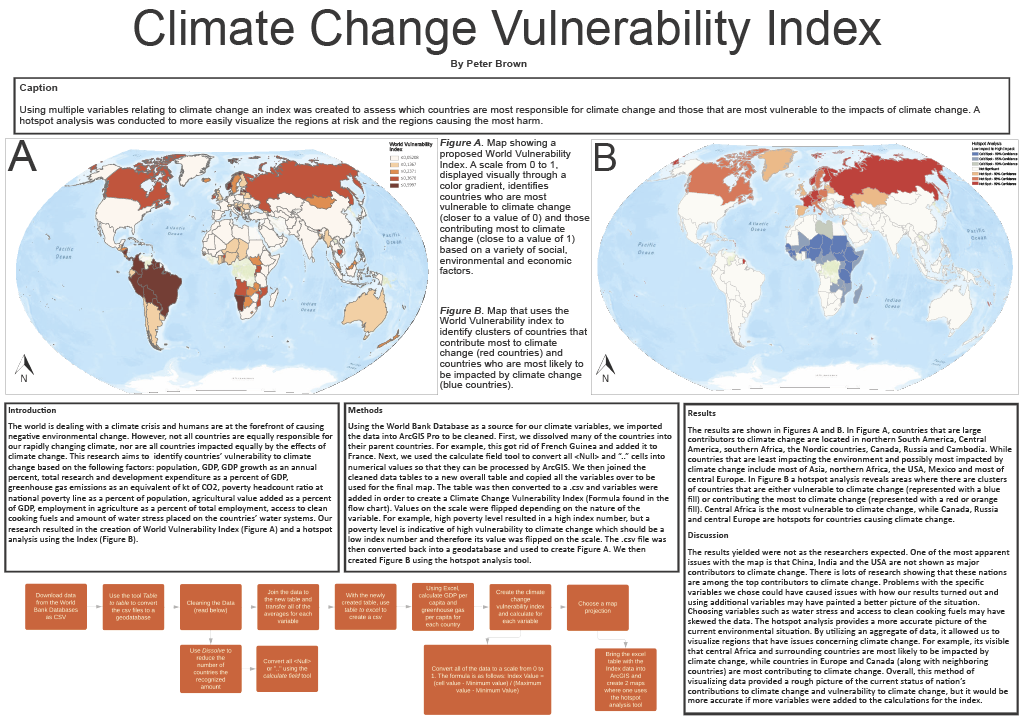 Climate Change Vulnerability Index
By Peter Brown
Caption
Using multiple variables relating to climate change an index was created to assess which countries are most responsible for climate change and those that are most vulnerable to the impacts of climate change. A
hotspot analysis was conducted to more easily visualize the regions at risk and the regions causing the most harm.
A
World Vulnerability
Index
Pacific
Ocean
Atlantic
Ocean
Pacific
Ocean
Indian
Ocean
N
Figure A. Map showing a
proposed World Vulnerability
Index. A scale from 0 to 1,
displayed visually through a
color gradient, identifies
countries who are most
vulnerable to climate change
(closer to a value of 0) and those
contributing most to climate
change (close to a value of 1)
based on a variety of social,
environmental and economic
factors.
Figure B. Map that uses the
World Vulnerability index to
identify clusters of countries that
contribute most to climate
change (red countries) and
countries who are most likely to
be impacted by climate change
(blue countries).
B
Hotspot Analysis
Pacific
Ocean
Atlantic
Ocean
Pacific
Ocean
Indian
Ocean
N
Introduction
The world is dealing with a climate crisis and humans are at the forefront of causing
negative environmental change. However, not all countries are equally responsible for
our rapidly changing climate, nor are all countries impacted equally by the effects of
climate change. This research aims to identify countries' vulnerability to climate
change based on the following factors: population, GDP, GDP growth as an annual
percent, total research and development expenditure as a percent of GDP,
greenhouse gas emissions as an equivalent of kt of CO2, poverty headcount ratio at
national poverty line as a percent of population, agricultural value added as a percent
of GDP, employment in agriculture as a percent of total employment, access to clean
cooking fuels and amount of water stress placed on the countries' water systems. Our
research resulted in the creation of World Vulnerability Index (Figure A) and a hotspot
analysis using the Index (Figure B).
Methods
Using the World Bank Database as a source for our climate variables, we imported
the data into ArcGIS Pro to be cleaned. First, we dissolved many of the countries into
their parent countries. For example, this got rid of French Guinea and added it to
France. Next, we used the calculate field tool to convert all <Null> and ".." cells into
numerical values so that they can be processed by ArcGIS. We then joined the
cleaned data tables to a new overall table and copied all the variables over to be
used for the final map. The table was then converted to a .csv and variables were
added in order to create a Climate Change Vulnerability Index (Formula found in the
flow chart). Values on the scale were flipped depending on the nature of the
variable. For example, high poverty level resulted in a high index number, but a
poverty level is indicative of high vulnerability to climate change which should be a
low index number and therefore its value was flipped on the scale. The .csv file was
then converted back into a geodatabase and used to create Figure A. We then
created Figure B using the hotspot analysis tool.
Results
The results are shown in Figures A and B. In Figure A, countries that are large
contributors to climate change are located in northern South America, Central
America, southern Africa, the Nordic countries, Canada, Russia and Cambodia. While
countries that are least impacting the environment and possibly most impacted by
climate change include most of Asia, northern Africa, the USA, Mexico and most of
central Europe. In Figure B a hotspot analysis reveals areas where there are clusters
of countries that are either vulnerable to climate change (represented with a blue
fill) or contributing the most to climate change (represented with a red or orange
fill). Central Africa is the most vulnerable to climate change, while Canada, Russia
and central Europe are hotspots for countries causing climate change.
Discussion
The results yielded were not as the researchers expected. One of the most apparent
issues with the map is that China, India and the USA are not shown as major
contributors to climate change. There is lots of research showing that these nations
are among the top contributors to climate change. Problems with the specific
variables we chose could have caused issues with how our results turned out and
using additional variables may have painted a better picture of the situation.
Choosing variables such as water stress and access to clean cooking fuels may have
skewed the data. The hotspot analysis provides a more accurate picture of the
current environmental situation. By utilizing an aggregate of data, it allowed us to
visualize regions that have issues concerning climate change. For example, its visible
that central Africa and surrounding countries are most likely to be impacted by
climate change, while countries in Europe and Canada (along with neighboring
countries) are most contributing to climate change. Overall, this method of
visualizing data provided a rough picture of the current status of nation's
contributions to climate change and vulnerability to climate change, but it would be
more accurate if more variables were added to the calculations for the index.
Download data
from the World
Bank Databases
as CSV
Use the tool Table
to table to convert
the csv files to a
geodatabase
Cleaning the Data
(read below)
Join the data to
the new table and
transfer all of the
averages for each
variable
With the newly
created table, use
table to excel to
create a csv
Using Excel,
calculate GDP per
capita and
greenhouse gas
per capita for each
country
Create the climate
change
vulnerability index
and calculate for
each variable
Choose a map
projection
Use Dissolve to
reduce the
number of
countries the
recognized
amount
Convert all <Null>
or ".." using the
calculate field tool
Convert all of the data to a scale from 0 to
1. The formula is as follows: Index Value =
(cell value - Minimum Value) / (Maximum
value - Minimum Value)
Bring the excel
table with the
Index data into
ArcGIS and
create 2 maps
where one uses
the hotspot
analysis tool